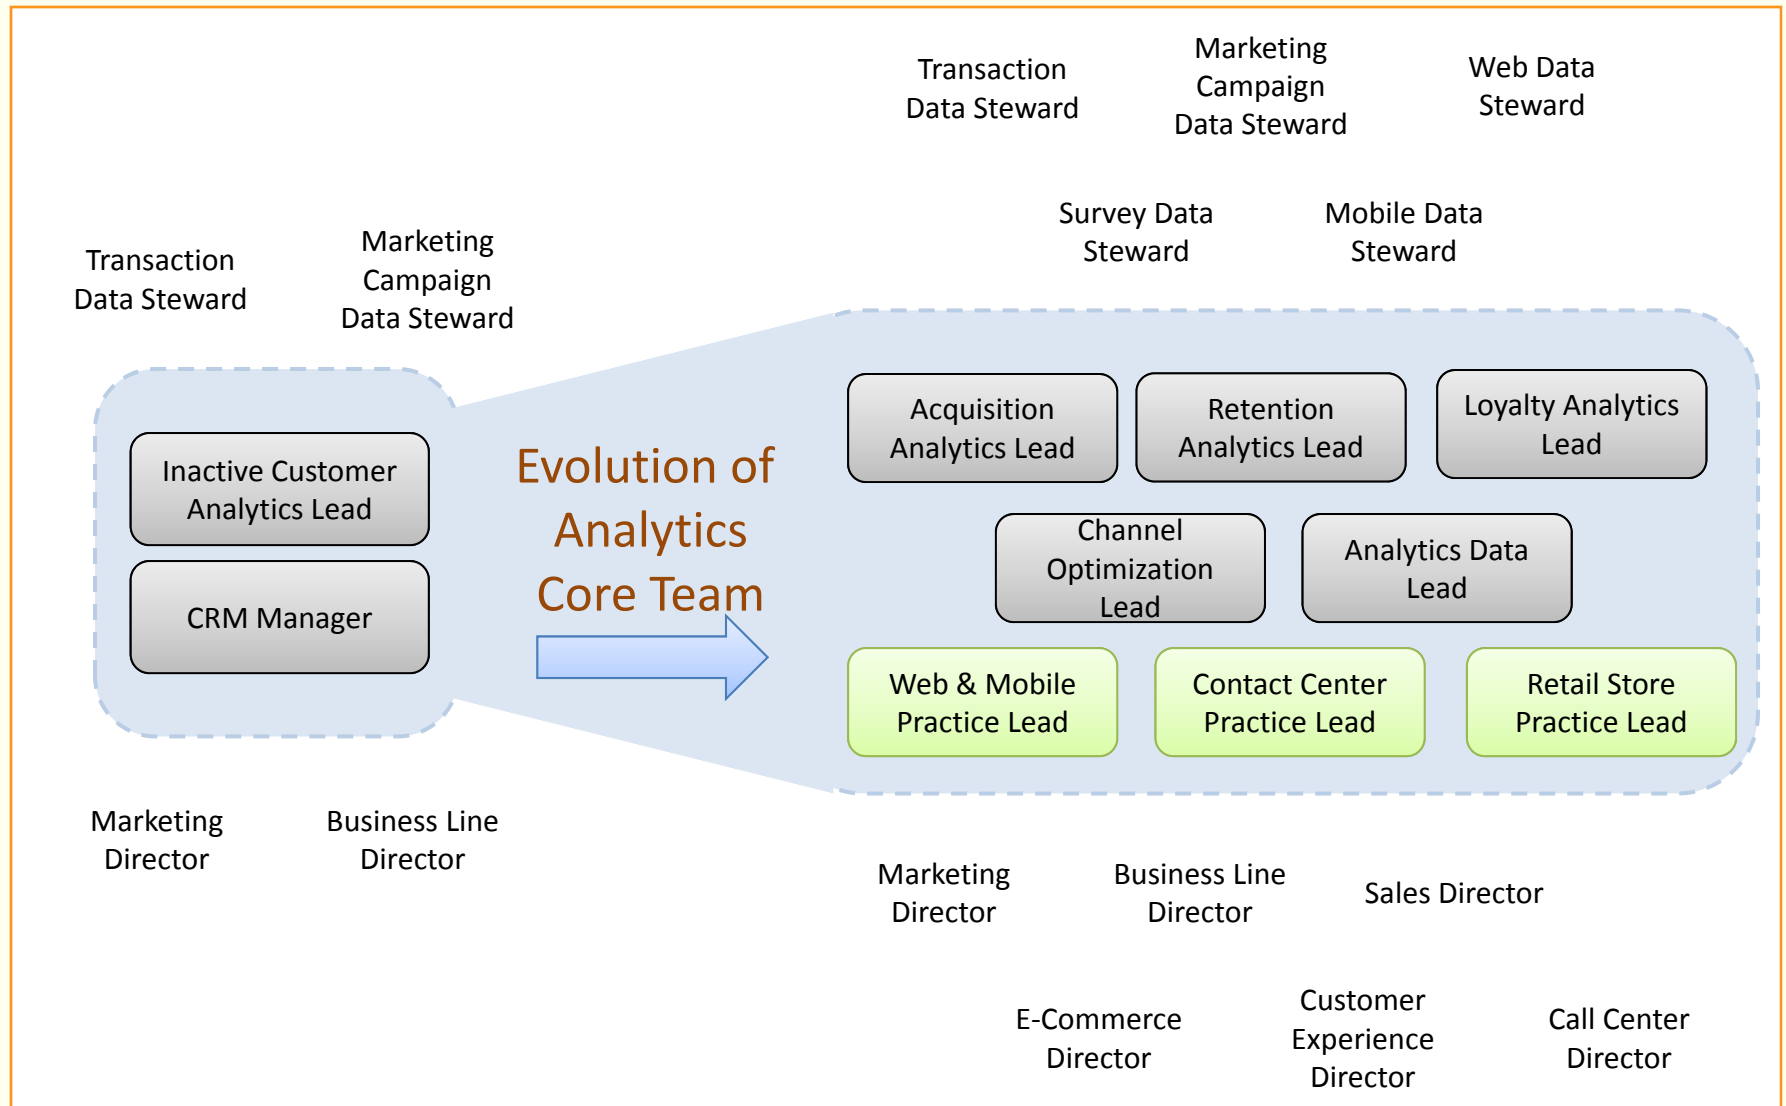 Transaction
Data Steward
Marketing
Campaign
Data Steward
Inactive Customer
Analytics Lead
CRM Manager
Marketing
Director
Business Line
Director
Evolution of
Analytics
Core Team
Transaction
Data Steward
Marketing
Campaign
Data Steward
Web Data
Steward
Survey Data
Steward
Mobile Data
Steward
Acquisition
Analytics Lead
Retention
Analytics Lead
Loyalty Analytics
Lead
Channel
Optimization
Lead
Analytics Data
Lead
Web & Mobile
Practice Lead
Contact Center
Practice Lead
Retail Store
Practice Lead
Marketing
Director
Business Line
Director
Sales Director
E-Commerce
Director
Customer
Experience
Director
Call Center
Director